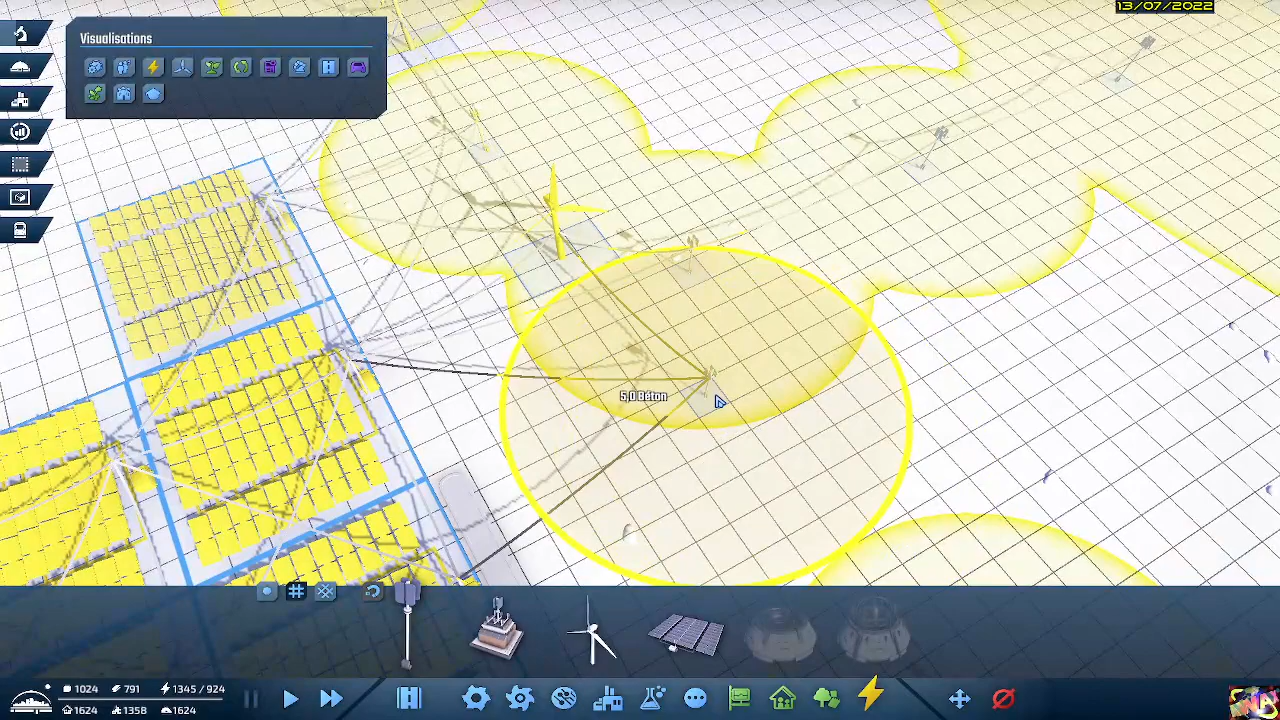 13/07/2022
Visualisations
5,0 Béton
1024 791 1345 / 924
1624 1358 1624